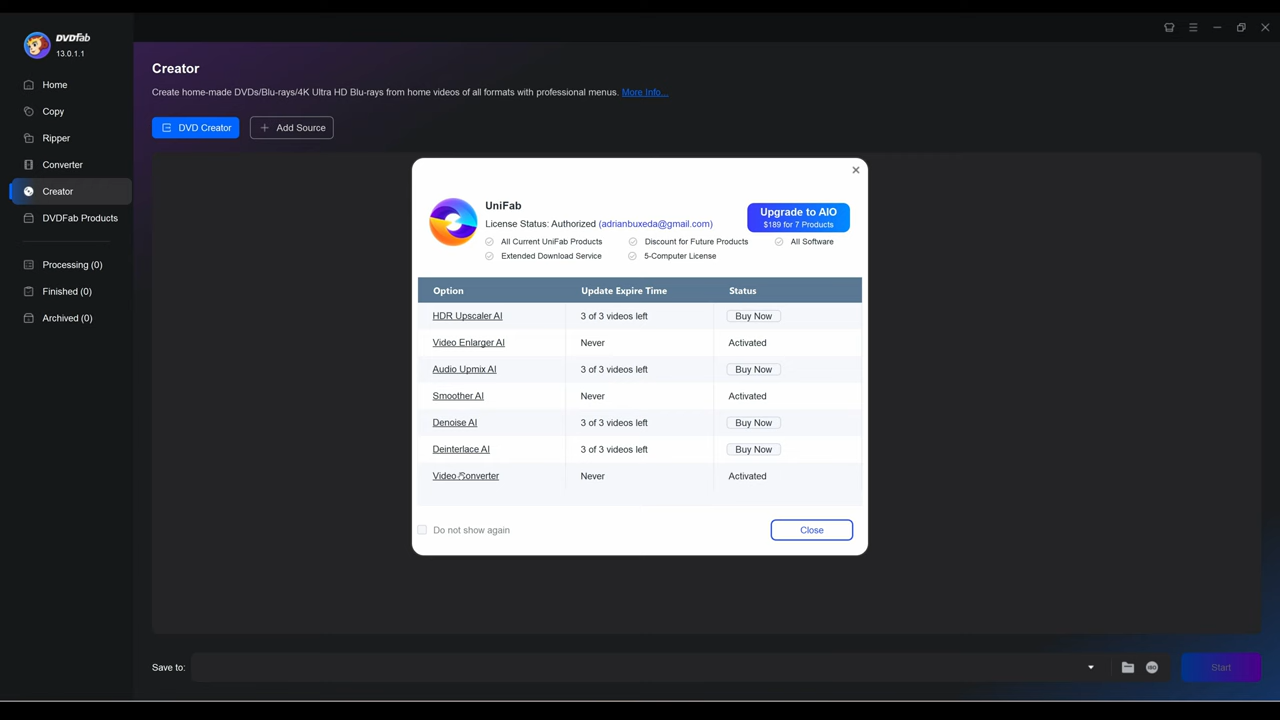 DVDFab
13.0.1.1
Home
Copy
Ripper
Converter
Creator
DVDFab Products
Processing (0)
Finished (0)
Archived (0)
Creator
Create home-made DVDs/Blu-rays/4K Ultra HD Blu-rays from home videos of all formats with professional menus. More Info...
DVD Creator
Add Source
UniFab
License Status: Authorized (adrianbuxeda@gmail.com)
Upgrade to AIO
$189 for 7 Products
All Current UniFab Products
Discount for Future Products
All Software
Extended Download Service
5-Computer License
Option Update Expire Time Status
HDR Upscaler AI 3 of 3 videos left Buy Now
Video Enlarger AI Never Activated
Audio Upmix AI 3 of 3 videos left Buy Now
Smoother AI Never Activated
Denoise AI 3 of 3 videos left Buy Now
Deinterlace AI 3 of 3 videos left Buy Now
Video Converter Never Activated
Do not show again
Close
Save to:
ISO
Start